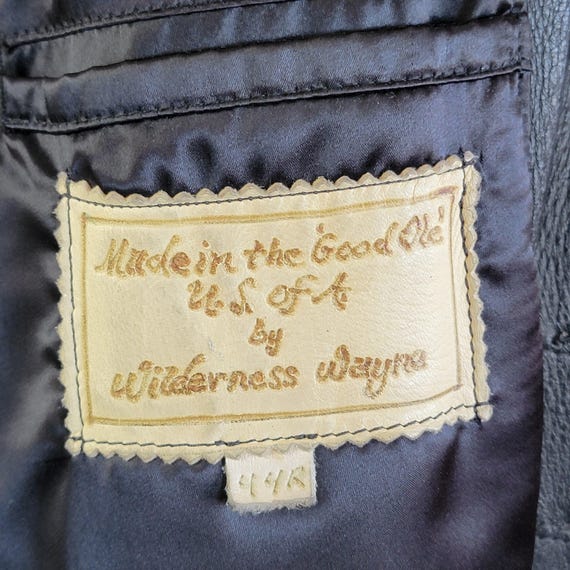 Made in the 'Good Ole'
U.S. of A
by
Wilderness Wayne
44R